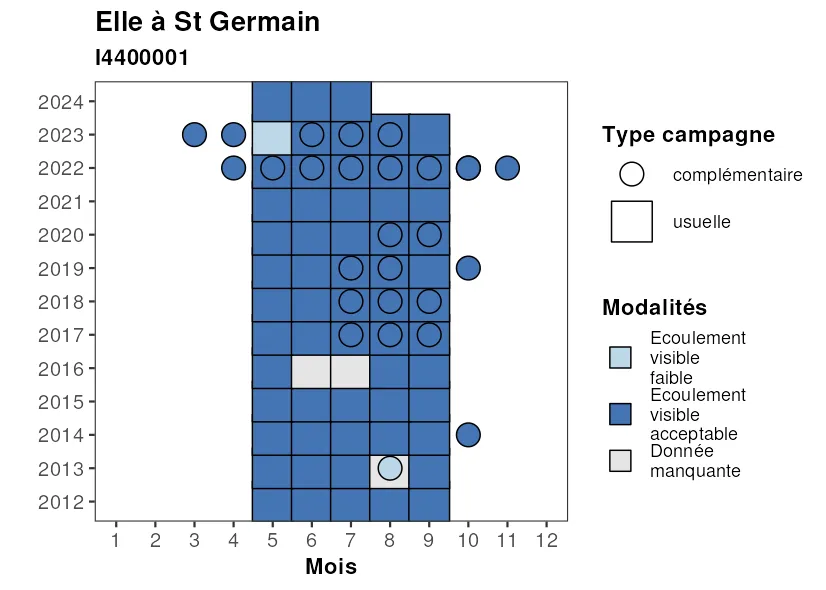 Elle à St Germain
I4400001
2024
2023
2022
2021
2020
2019
2018
2017
2016
2015
2014
2013
2012
1 2 3 4 5 6 7 8 9 10 11 12
Mois
Type campagne
complémentaire
usuelle
Modalités
Ecoulement
visible
faible
Ecoulement
visible
acceptable
Donnée
manquante